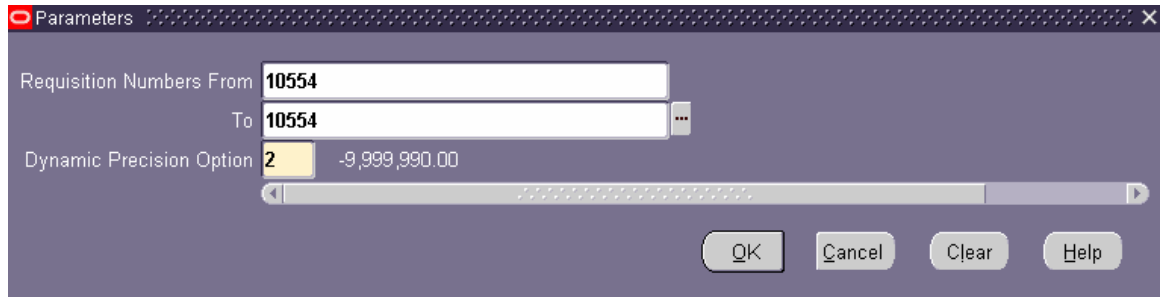 Parameters
Requisition Numbers From 10554
To 10554 ...
Dynamic Precision Option 2 -9,999,990.00
OK Cancel Clear Help